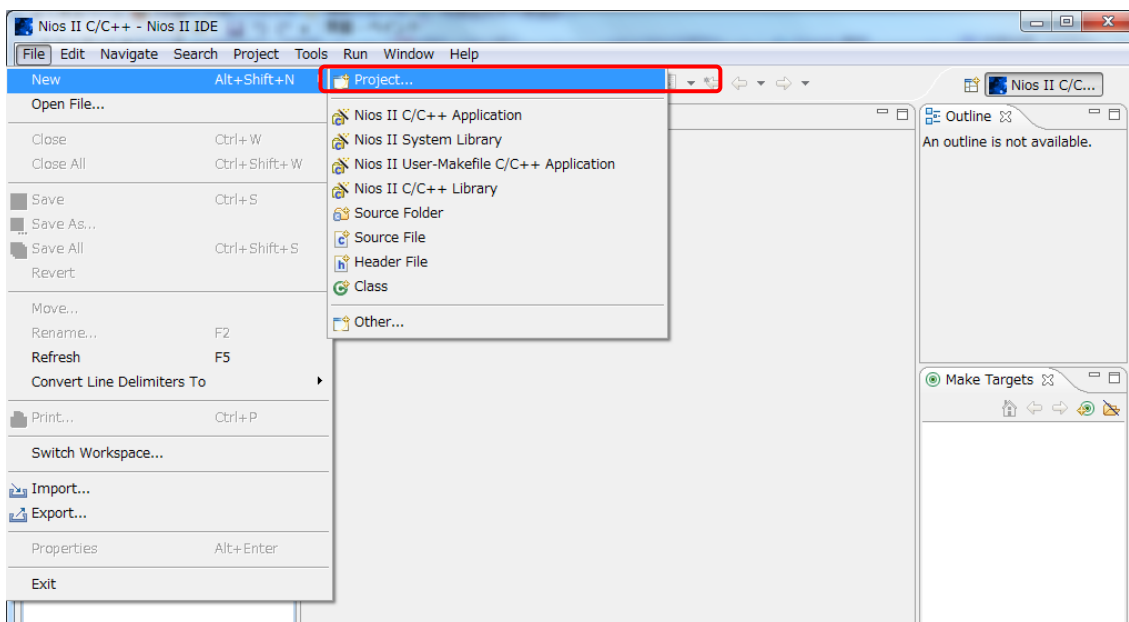 Nios II C/C++ - Nios II IDE
File Edit Navigate Search Project Tools Run Window Help
New Alt+Shift+N
Open File...
Close Ctrl+W
Close All Ctrl+Shift+W
Save Ctrl+S
Save As...
Save All Ctrl+Shift+S
Revert
Move...
Rename... F2
Refresh F5
Convert Line Delimiters To
Print... Ctrl+P
Switch Workspace...
Import...
Export...
Properties Alt+Enter
Exit
Project...
Nios II C/C++ Application
Nios II System Library
Nios II User-Makefile C/C++ Application
Nios II C/C++ Library
Source Folder
Source File
Header File
Class
Other...
Nios II C/C...
Outline
An outline is not available.
Make Targets